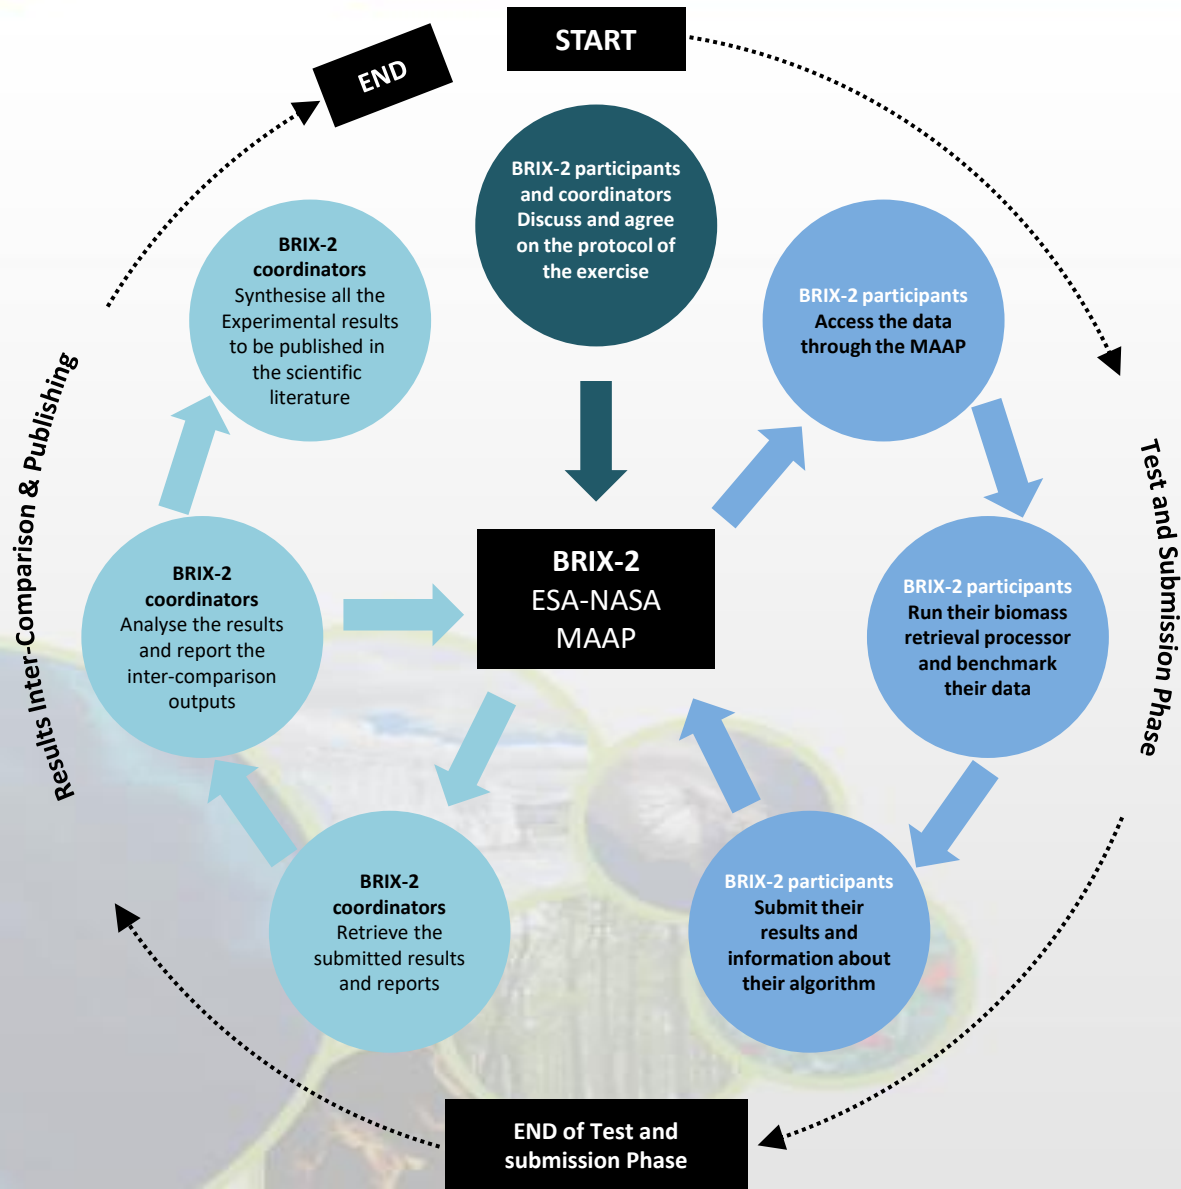 START
END
BRIX-2 participants
and coordinators
Discuss and agree
on the protocol of
the exercise
BRIX-2 participants
Access the data
through the MAAP
BRIX-2 participants
Run their biomass
retrieval processor
and benchmark
their data
BRIX-2 participants
Submit their
results and
information about
their algorithm
Test and Submission Phase
BRIX-2
ESA-NASA
MAAP
END of Test and
submission Phase
BRIX-2
coordinators
Retrieve the
submitted results
and reports
BRIX-2
coordinators
Analyse the results
and report the
inter-comparison
outputs
BRIX-2
coordinators
Synthesise all the
Experimental results
to be published in
the scientific
literature
Results Inter-Comparison & Publishing